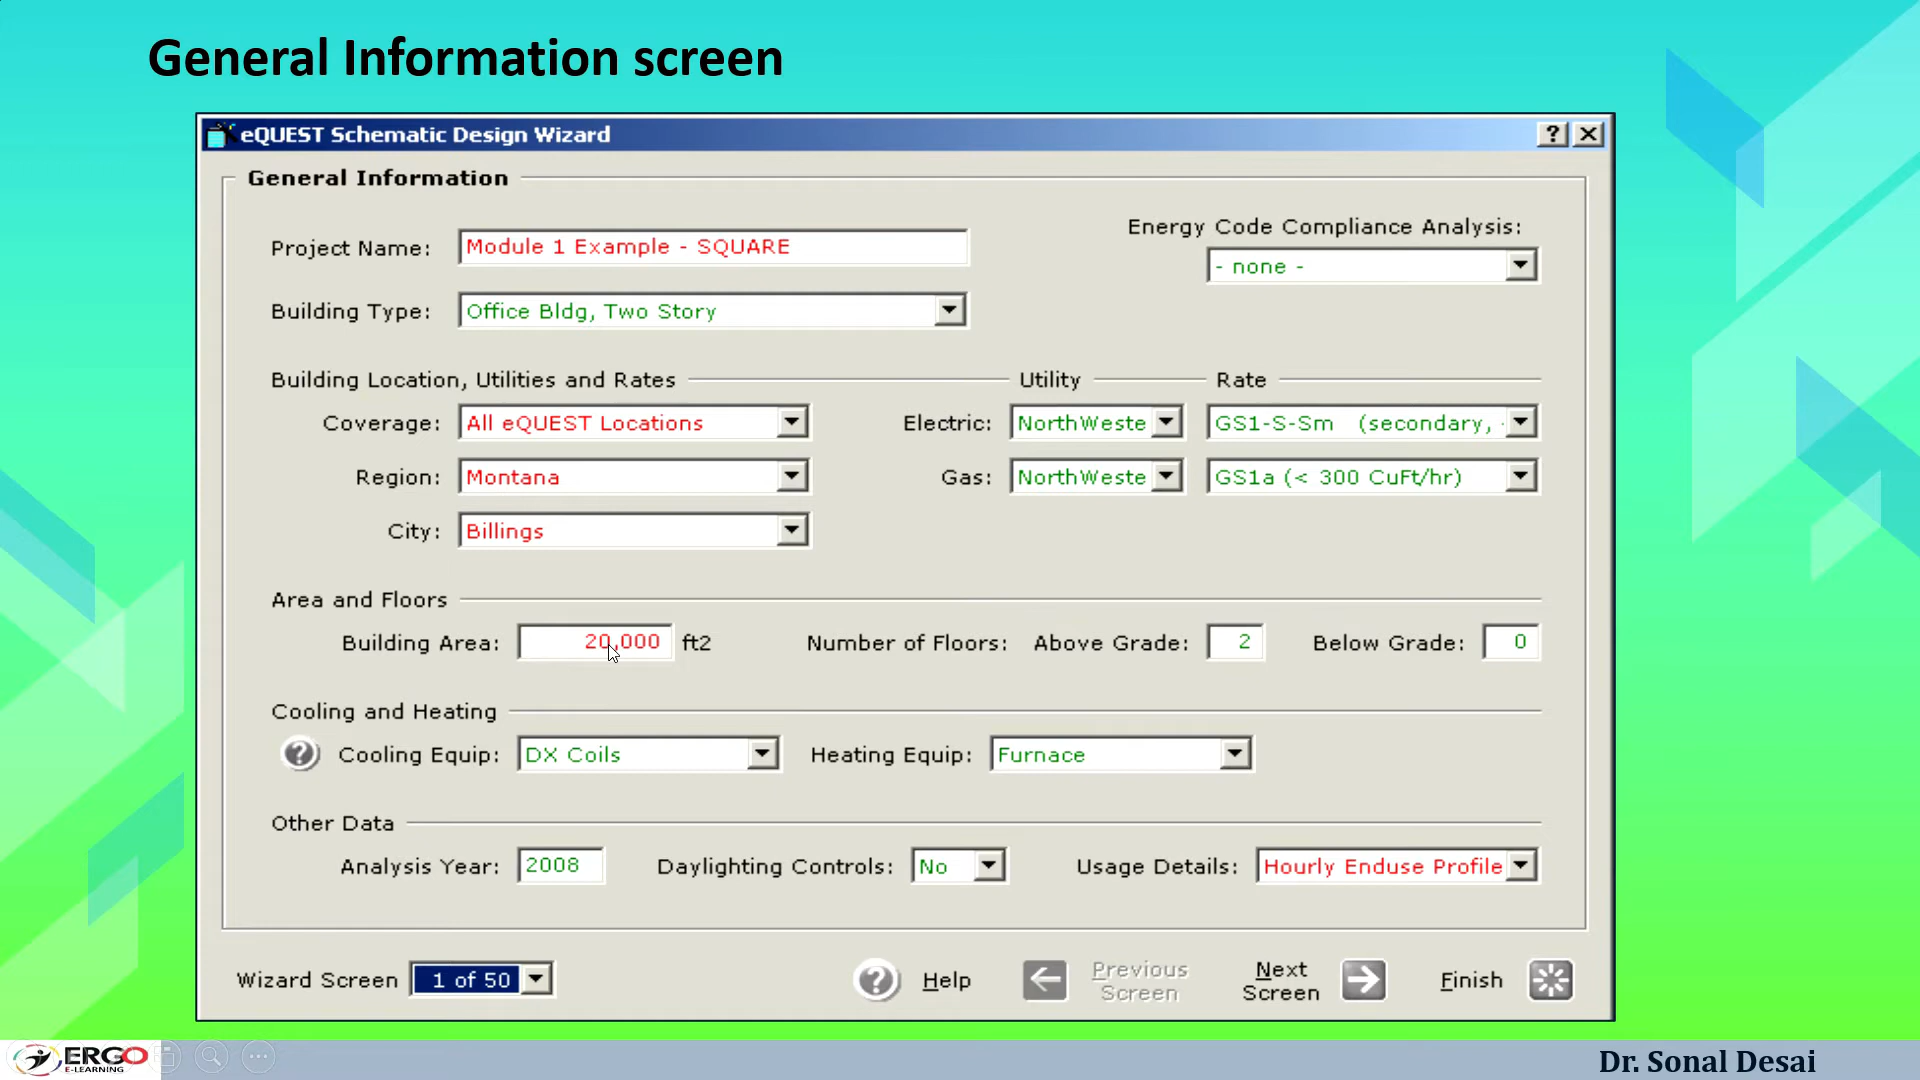 General Information screen
eQUEST Schematic Design Wizard
General Information
Project Name: Module 1 Example - SQUARE
Energy Code Compliance Analysis:
- none -
Building Type: Office Bldg, Two Story
Building Location, Utilities and Rates Utility Rate
Coverage: All eQUEST Locations Electric: NorthWeste GS1-S-Sm (secondary,
Region: Montana Gas: NorthWeste GS1a (< 300 CuFt/hr)
City: Billings
Area and Floors
Building Area: 20,000 ft2 Number of Floors: Above Grade: 2 Below Grade: 0
Cooling and Heating
Cooling Equip: DX Coils Heating Equip: Furnace
Other Data
Analysis Year: 2008 Daylighting Controls: No Usage Details: Hourly Enduse Profile
Wizard Screen 1 of 50 Help Previous Screen Next Screen Finish
ERGO
E-LEARNING
Dr. Sonal Desai